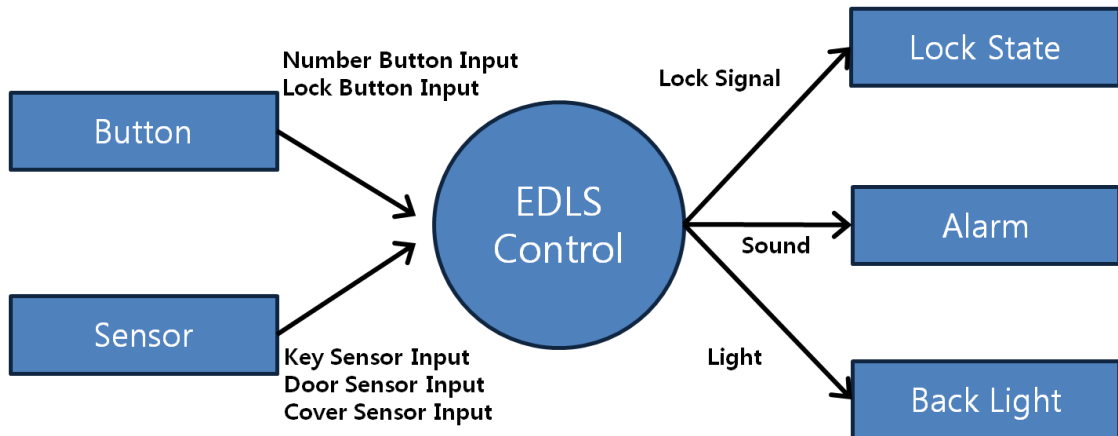 Number Button Input
Lock Button Input
Button
Sensor
Key Sensor Input
Door Sensor Input
Cover Sensor Input
EDLS
Control
Lock Signal
Sound
Light
Lock State
Alarm
Back Light